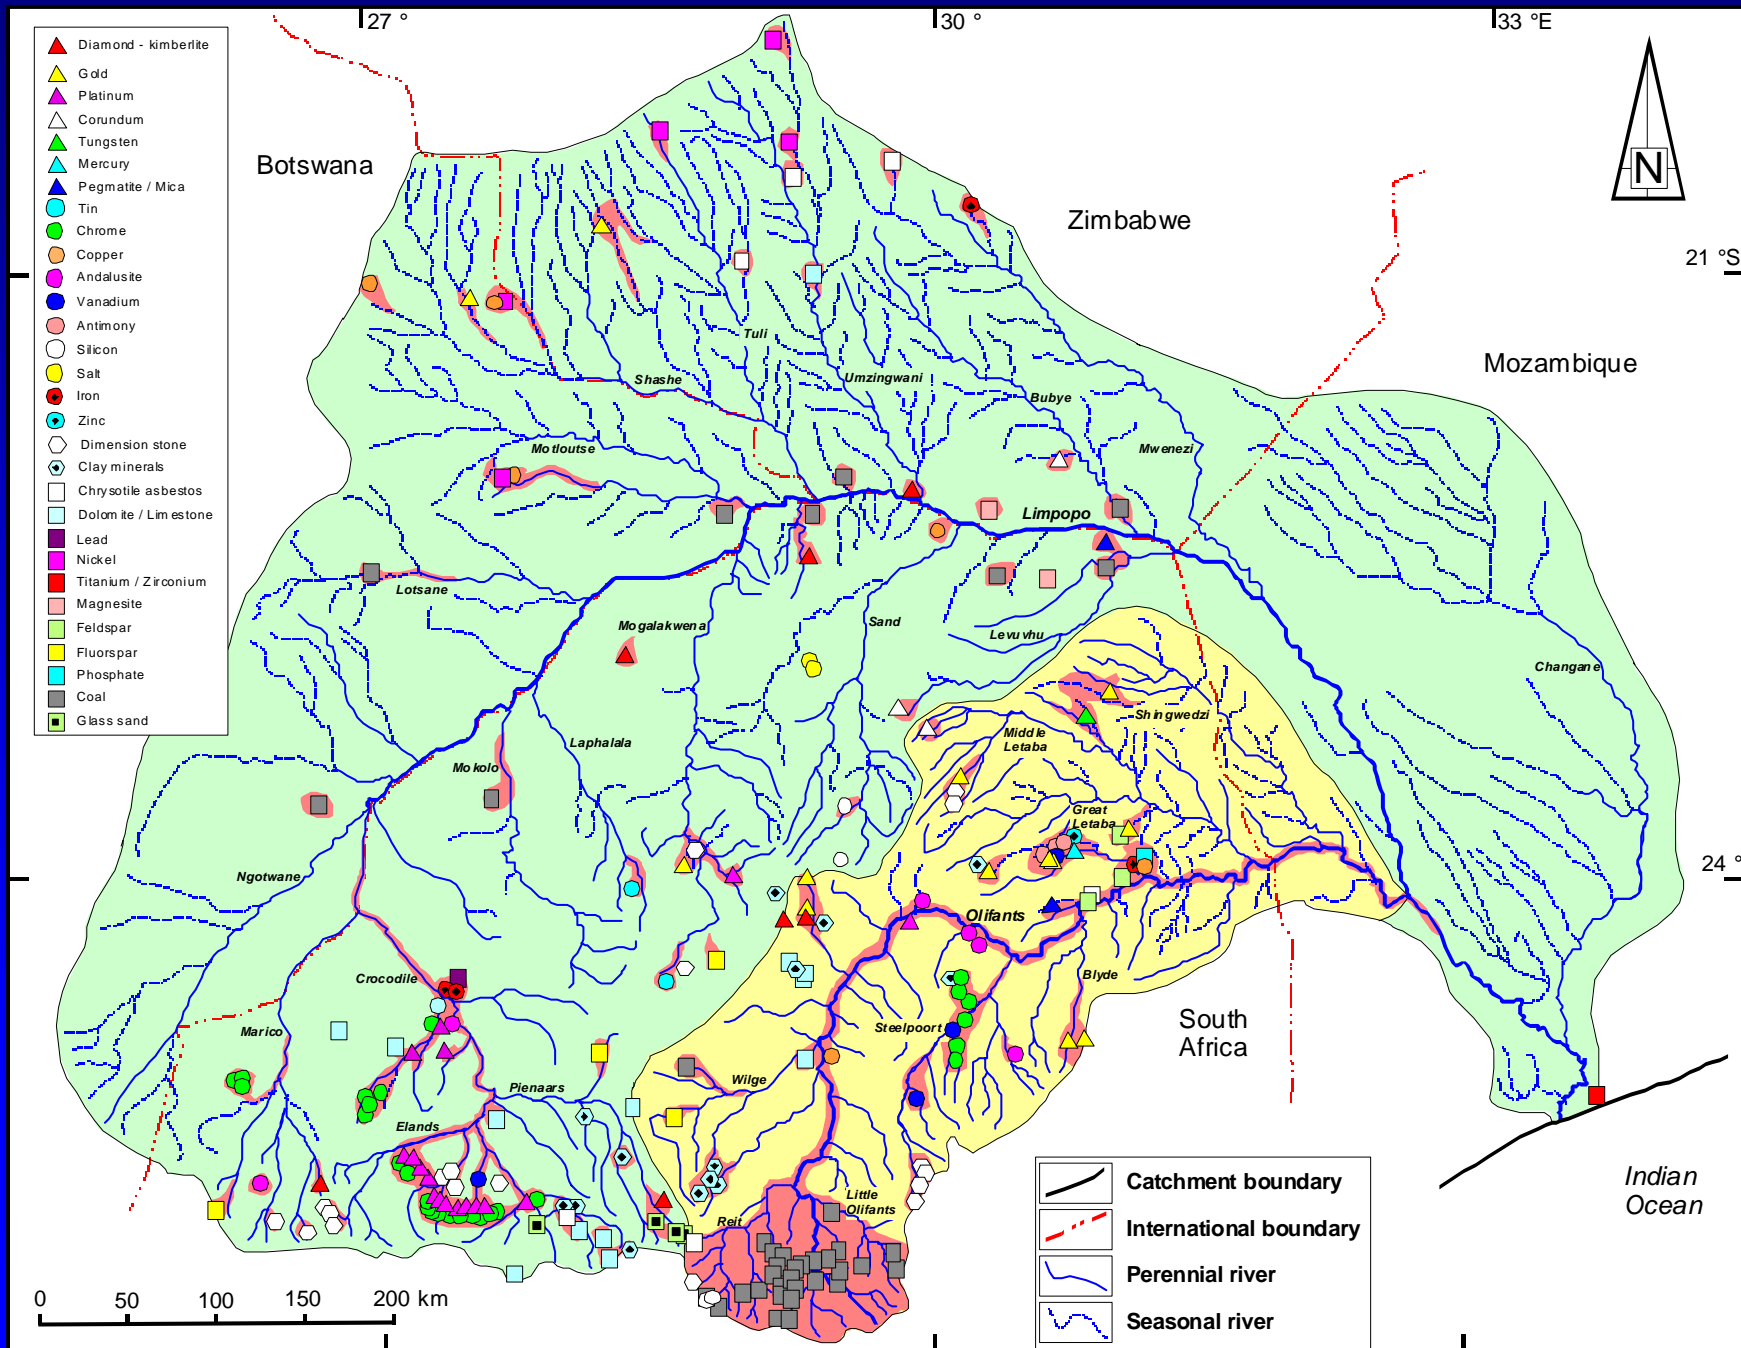 27 °
30 °
33 °E
Diamond - kimberlite
Gold
Platinum
Corundum
Tungsten
Mercury
Pegmatite / Mica
Tin
Chrome
Copper
Andalusite
Vanadium
Antimony
Silicon
Salt
Iron
Zinc
Dimension stone
Clay minerals
Chrysotile asbestos
Dolomite / Limestone
Lead
Nickel
Titanium / Zirconium
Magnesite
Feldspar
Fluorspar
Phosphate
Coal
Glass sand
Botswana
Zimbabwe
N
21 °S
Mozambique
Tuli
Shashe
Umzingwani
Bubye
Motloutse
Mwenezi
Limpopo
Lotsane
Mogalakwena
Sand
Levuvhu
Changane
Shingwedzi
Middle
Letaba
Laphalala
Mokolo
Great
Letaba
24 °
Ngotwane
Olifants
Crocodile
Blyde
Marico
Steelpoort
South
Africa
Pienaars
Wilge
Elands
Little
Olifants
Reit
Indian
Ocean
Catchment boundary
International boundary
Perennial river
Seasonal river
0
50
100
150
200 km